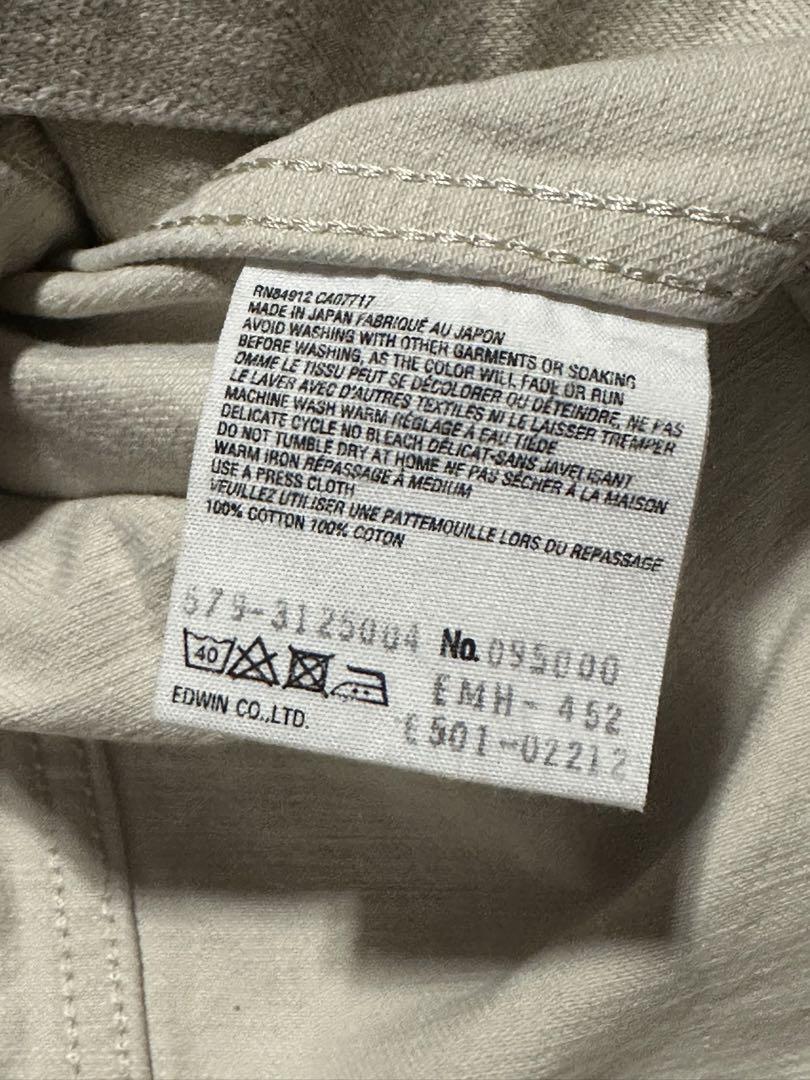 RN84912 CA07717
MADE IN JAPAN FABRIQUÉ AU JAPON
AVOID WASHING WITH OTHER GARMENTS OR SOAKING
BEFORE WASHING, AS THE COLOR WILL FADE OR RUN
OMME LE TISSU PEUT SE DÉCOLORER OU DÉTEINDRE, NE PAS
LE LAVER AVEC D'AUTRES TEXTILES NI LE LAISSER TREMPER
MACHINE WASH WARM RÉGLAGE À EAU TIÈDE
DELICATE CYCLE NO BLEACH DÉLICAT-SANS JAVELISANT
DO NOT TUMBLE DRY AT HOME NE PAS SÉCHER À LA MAISON
WARM IRON RÉPASSAGE À MEDIUM
USE A PRESS CLOTH
VEUILLEZ UTILISER UNE PATTEMOUILLE LORS DU REPASSAGE
100% COTTON 100% COTON
579-3125004 No.095000
40
EMH-452
E501-02212
EDWIN CO.,LTD.